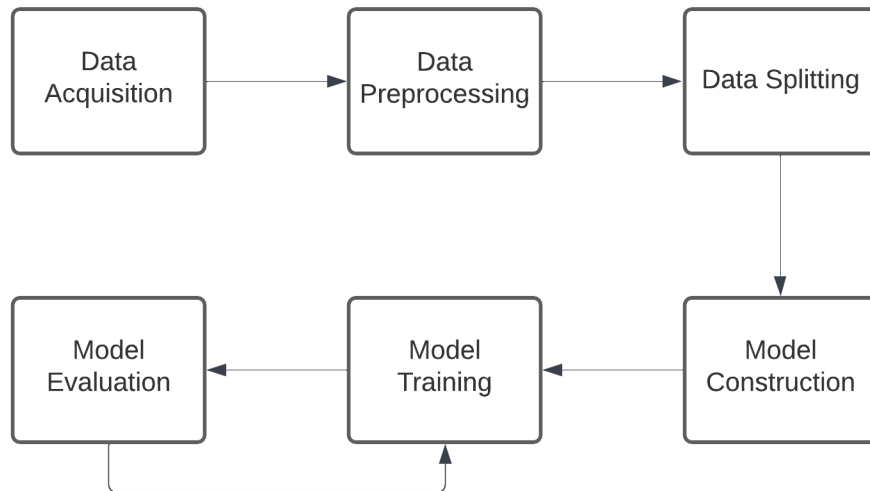 Data
Acquisition
Data
Preprocessing
Data Splitting
Model
Evaluation
Model
Training
Model
Construction